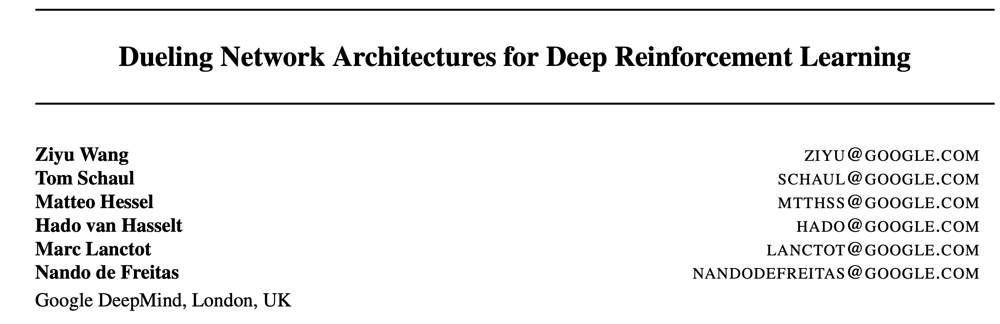 Dueling Network Architectures for Deep Reinforcement Learning
Ziyu Wang ZIYU@GOOGLE.COM
Tom Schaul SCHAUL@GOOGLE.COM
Matteo Hessel MTTHSS@GOOGLE.COM
Hado van Hasselt HADO@GOOGLE.COM
Marc Lanctot LANCTOT@GOOGLE.COM
Nando de Freitas NANDODEFREITAS@GOOGLE.COM
Google DeepMind, London, UK